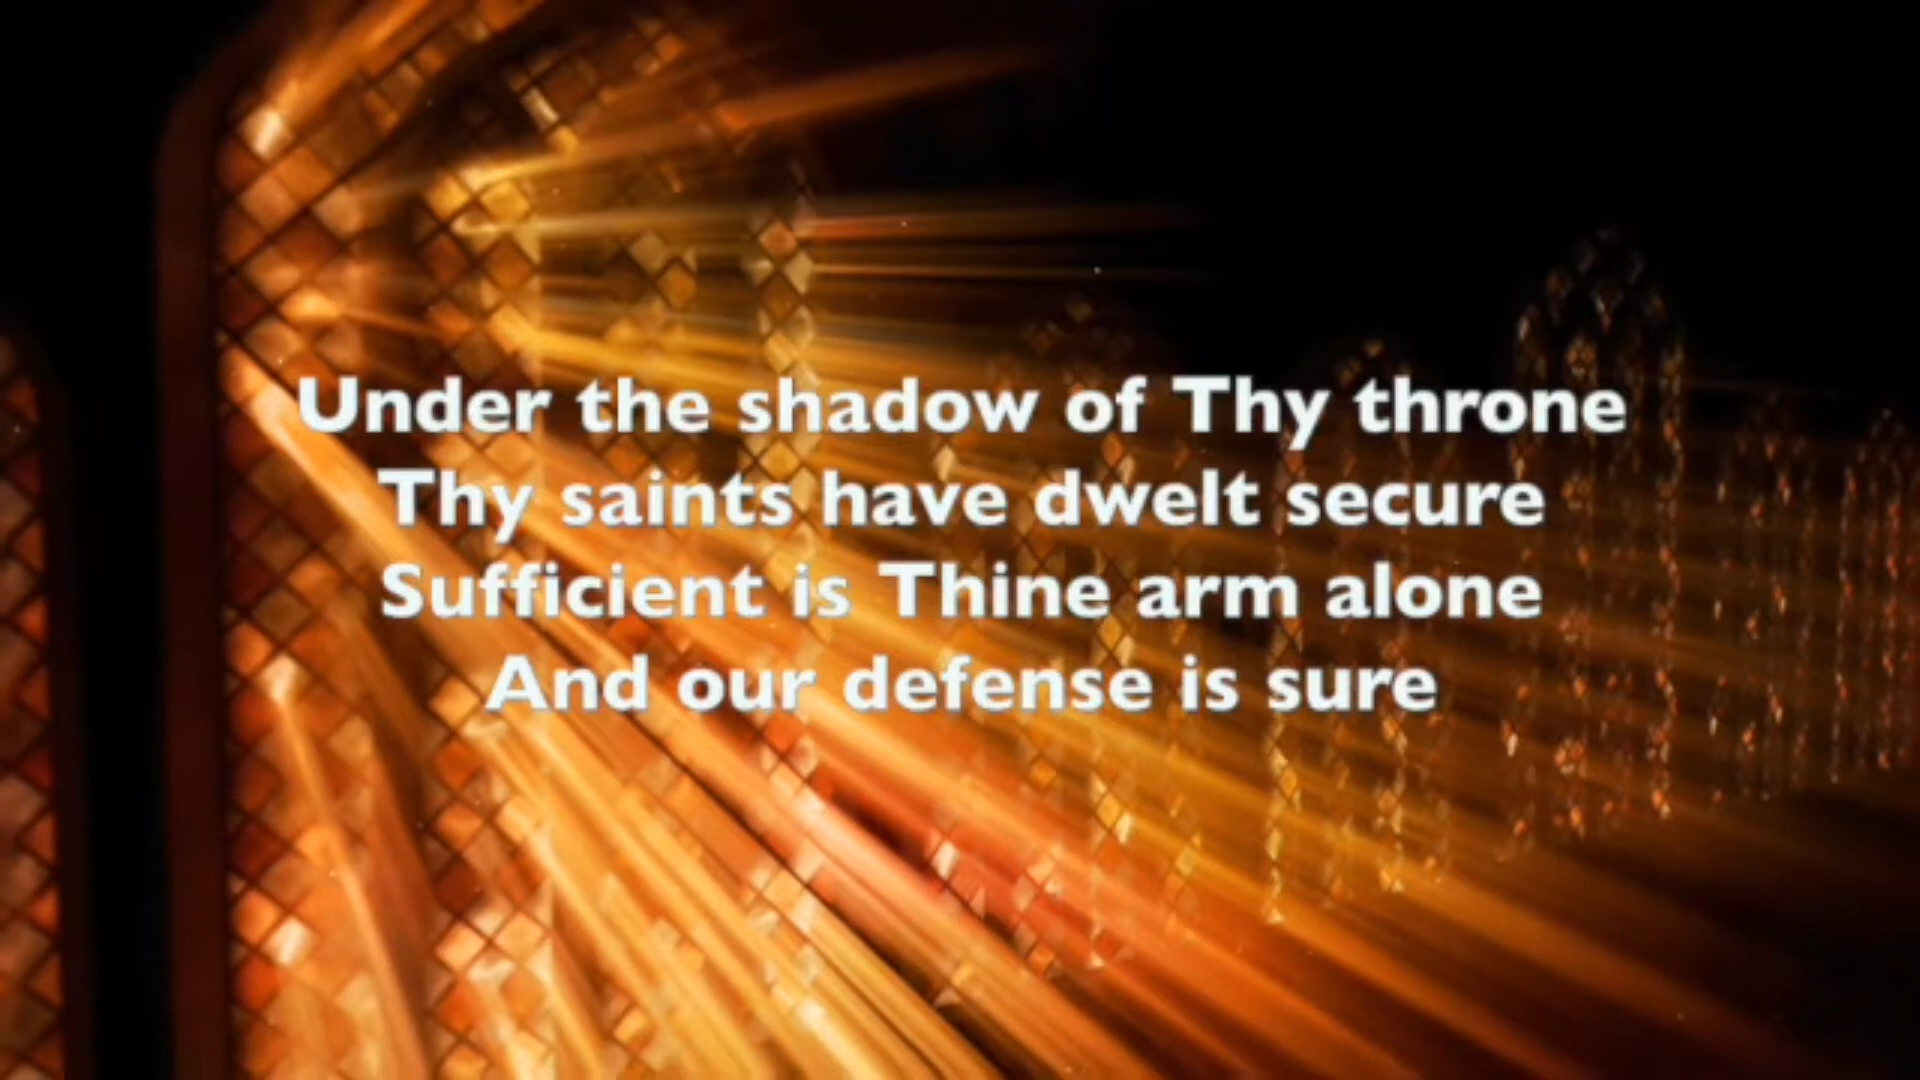 Under the shadow of Thy throne
Thy saints have dwelt secure
Sufficient is Thine arm alone
And our defense is sure